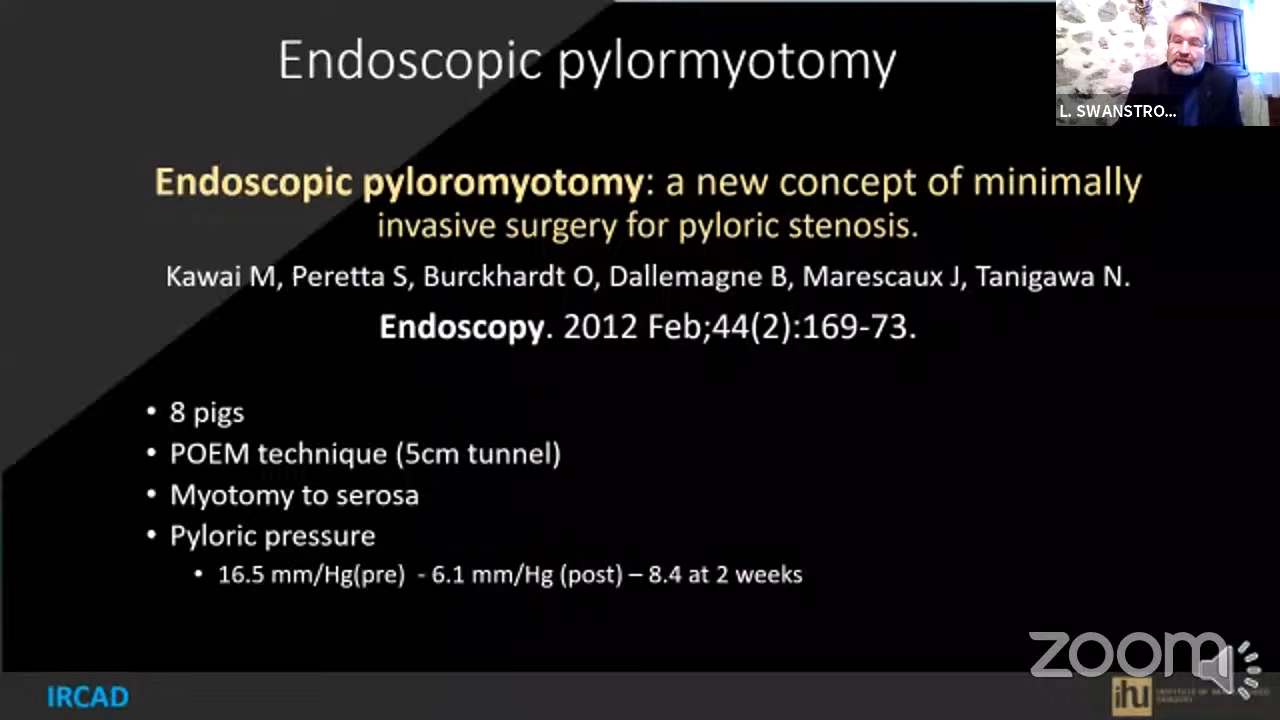 Endoscopic pylormyotomy
L. SWANSTRO...
Endoscopic pyloromyotomy: a new concept of minimally
invasive surgery for pyloric stenosis.
Kawai M, Peretta S, Burckhardt O, Dallemagne B, Marescaux J, Tanigawa N.
Endoscopy. 2012 Feb;44(2):169-73.
• 8 pigs
• POEM technique (5cm tunnel)
• Myotomy to serosa
• Pyloric pressure
• 16.5 mm/Hg(pre) - 6.1 mm/Hg (post) – 8.4 at 2 weeks
zoom
IRCAD
ihu